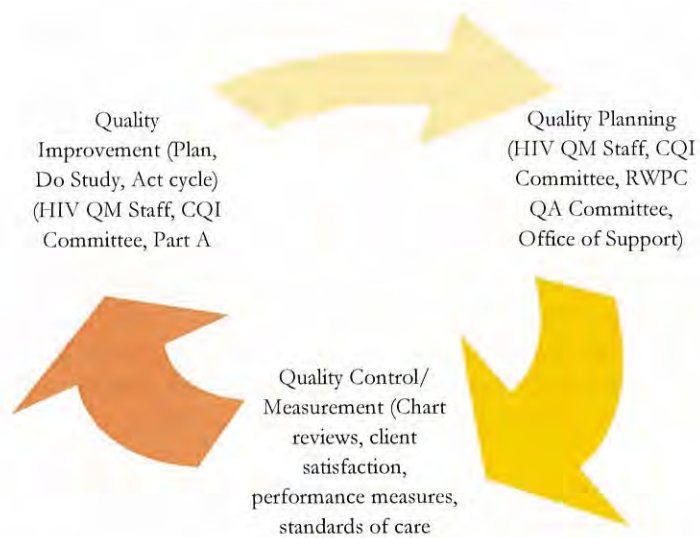 Quality
Improvement (Plan,
Do Study, Act cycle)
(HIV QM Staff, CQI
Committee, Part A
Quality Planning
(HIV QM Staff, CQI
Committee, RWPC
QA Committee,
Office of Support)
Quality Control/
Measurement (Chart
reviews, client
satisfaction,
performance measures,
standards of care